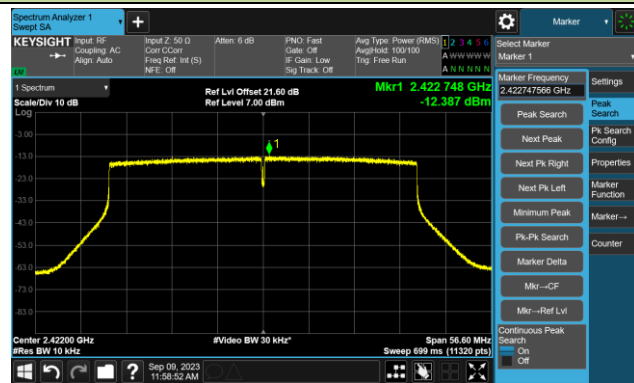 Spectrum Analyzer 1
Swept SA
Marker
KEYSIGHT
Input: RF
Coupling: AC
Align: Auto
Input Z: 50 Ω
Corr CCorr
Freq Ref: Int (S)
NFE: Off
Atten: 6 dB
PNO: Fast
Gate: Off
IF Gain: Low
Sig Track: Off
Avg Type: Power (RMS)
Avg|Hold: 100/100
Trig: Free Run
1 2 3 4 5 6
A W W W W W
A N N N N N
Select Marker
Marker 1
1 Spectrum
Scale/Div 10 dB
Log
Ref Lvl Offset 21.60 dB
Ref Level 7.00 dBm
Mkr1 2.422 748 GHz
-12.387 dBm
-3.00
-13.0
-23.0
-33.0
-43.0
-53.0
-63.0
-73.0
-83.0
1
Center 2.42200 GHz
#Res BW 10 kHz
#Video BW 30 kHz*
Span 56.60 MHz
Sweep 699 ms (11320 pts)
Marker Frequency
2.422747566 GHz
Peak Search
Next Peak
Next Pk Right
Next Pk Left
Minimum Peak
Pk-Pk Search
Marker Delta
Mkr→CF
Mkr→Ref Lvl
Continuous Peak
Search
On
Off
Settings
Peak
Search
Pk Search
Config
Properties
Marker
Function
Marker→
Counter
Sep 09, 2023
11:58:52 AM